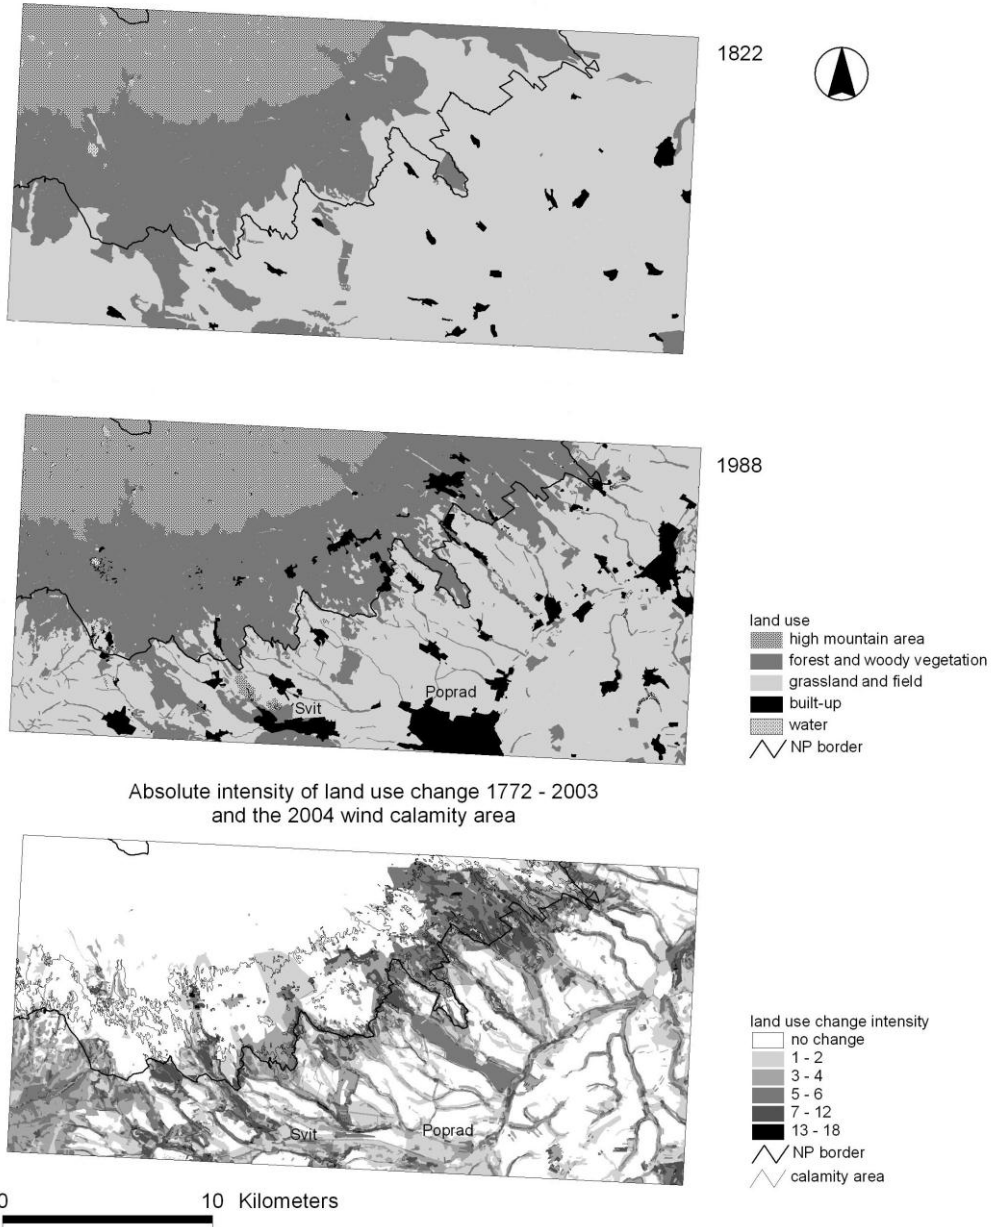 1822
1988
land use
high mountain area
forest and woody vegetation
grassland and field
built-up
water
NP border
Poprad
Svit
Absolute intensity of land use change 1772 - 2003
and the 2004 wind calamity area
land use change intensity
no change
1 - 2
3 - 4
5 - 6
7 - 12
13 - 18
NP border
calamity area
Svit
Poprad
0 10 Kilometers